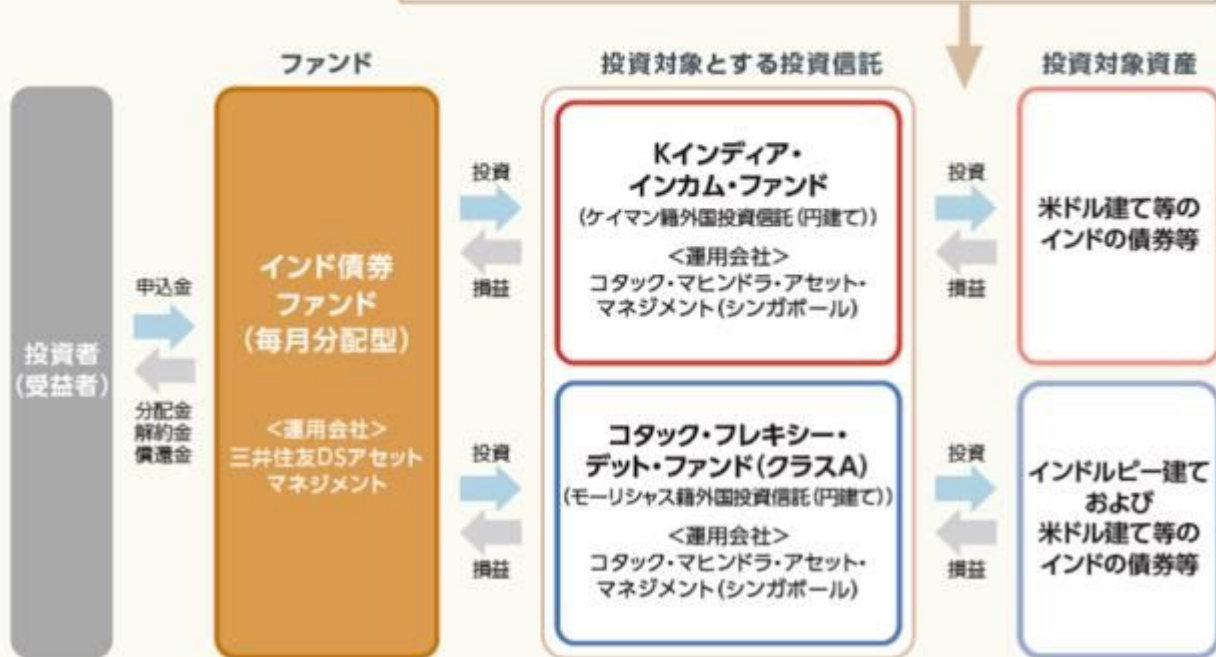 ファンド
投資対象とする投資信託
投資対象資産
投資者
(受益者)
申込金
分配金
解約金
償還金
インド債券
ファンド
(毎月分配型)
<運用会社>
三井住友DSアセット
マネジメント
投資
損益
Kインディア・
インカム・ファンド
(ケイマン籍外国投資信託(円建て))
<運用会社>
コタック・マヒンドラ・アセット・
マネジメント(シンガポール)
投資
損益
米ドル建て等の
インドの債券等
投資
損益
コタック・フレキシー・
デット・ファンド(クラスA)
(モーリシャス籍外国投資信託(円建て))
<運用会社>
コタック・マヒンドラ・アセット・
マネジメント(シンガポール)
投資
損益
インドルピー建て
および
米ドル建て等の
インドの債券等